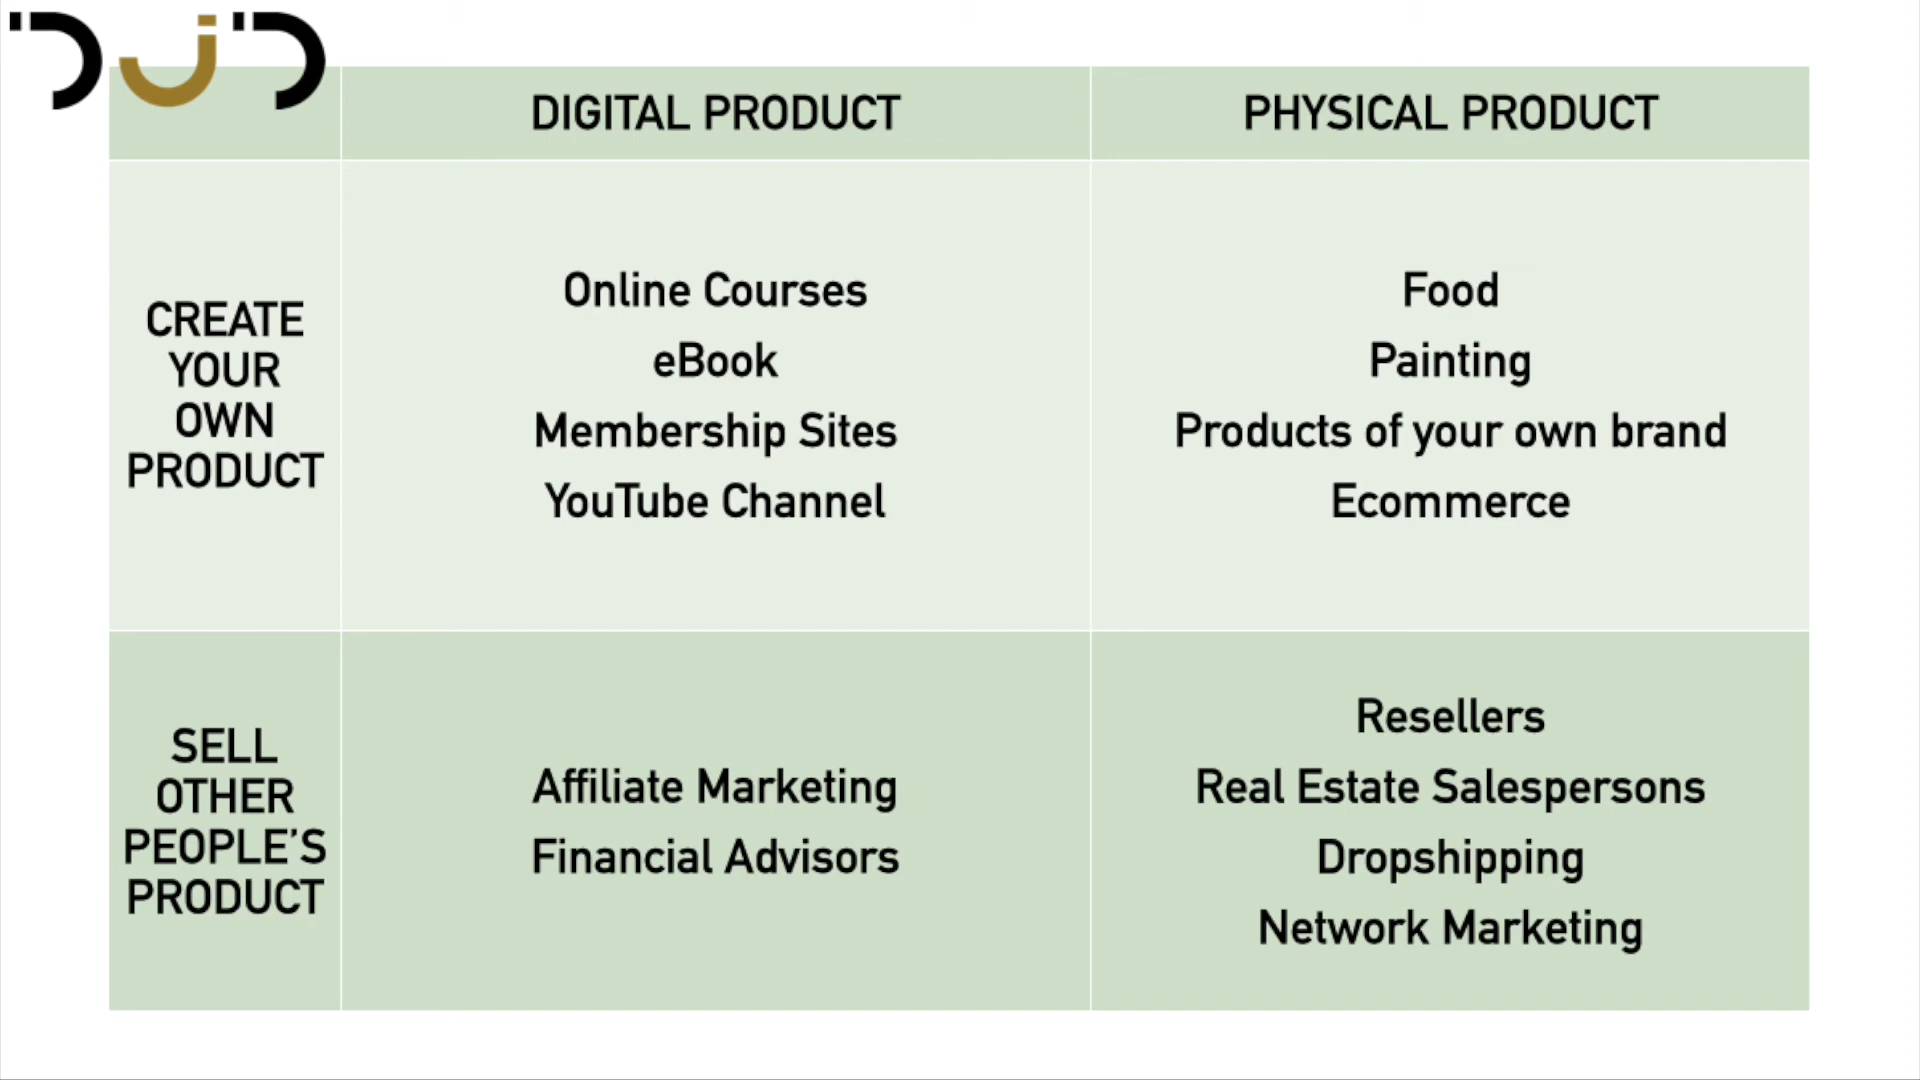 DJD
DIGITAL PRODUCT
PHYSICAL PRODUCT
CREATE
YOUR
OWN
PRODUCT
Online Courses
eBook
Membership Sites
YouTube Channel
Food
Painting
Products of your own brand
Ecommerce
SELL
OTHER
PEOPLE’S
PRODUCT
Affiliate Marketing
Financial Advisors
Resellers
Real Estate Salespersons
Dropshipping
Network Marketing